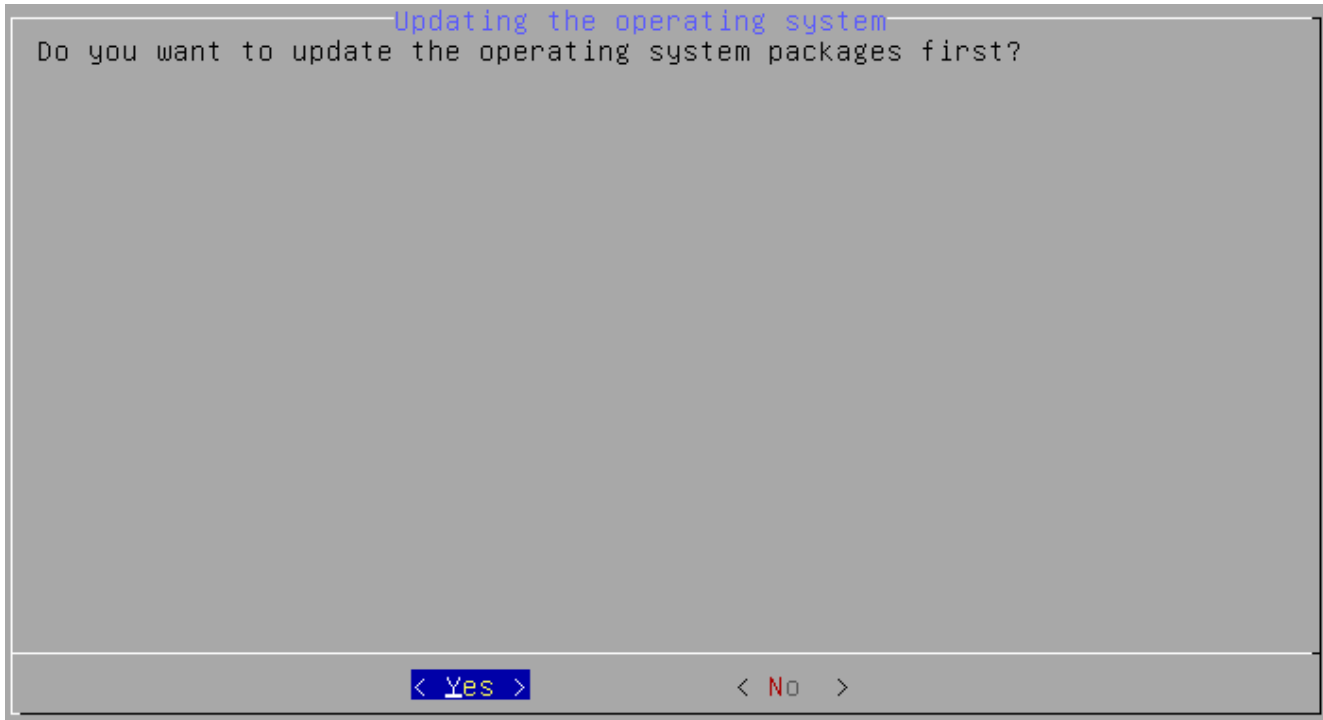 Updating the operating system
Do you want to update the operating system packages first?
< Yes > < No >